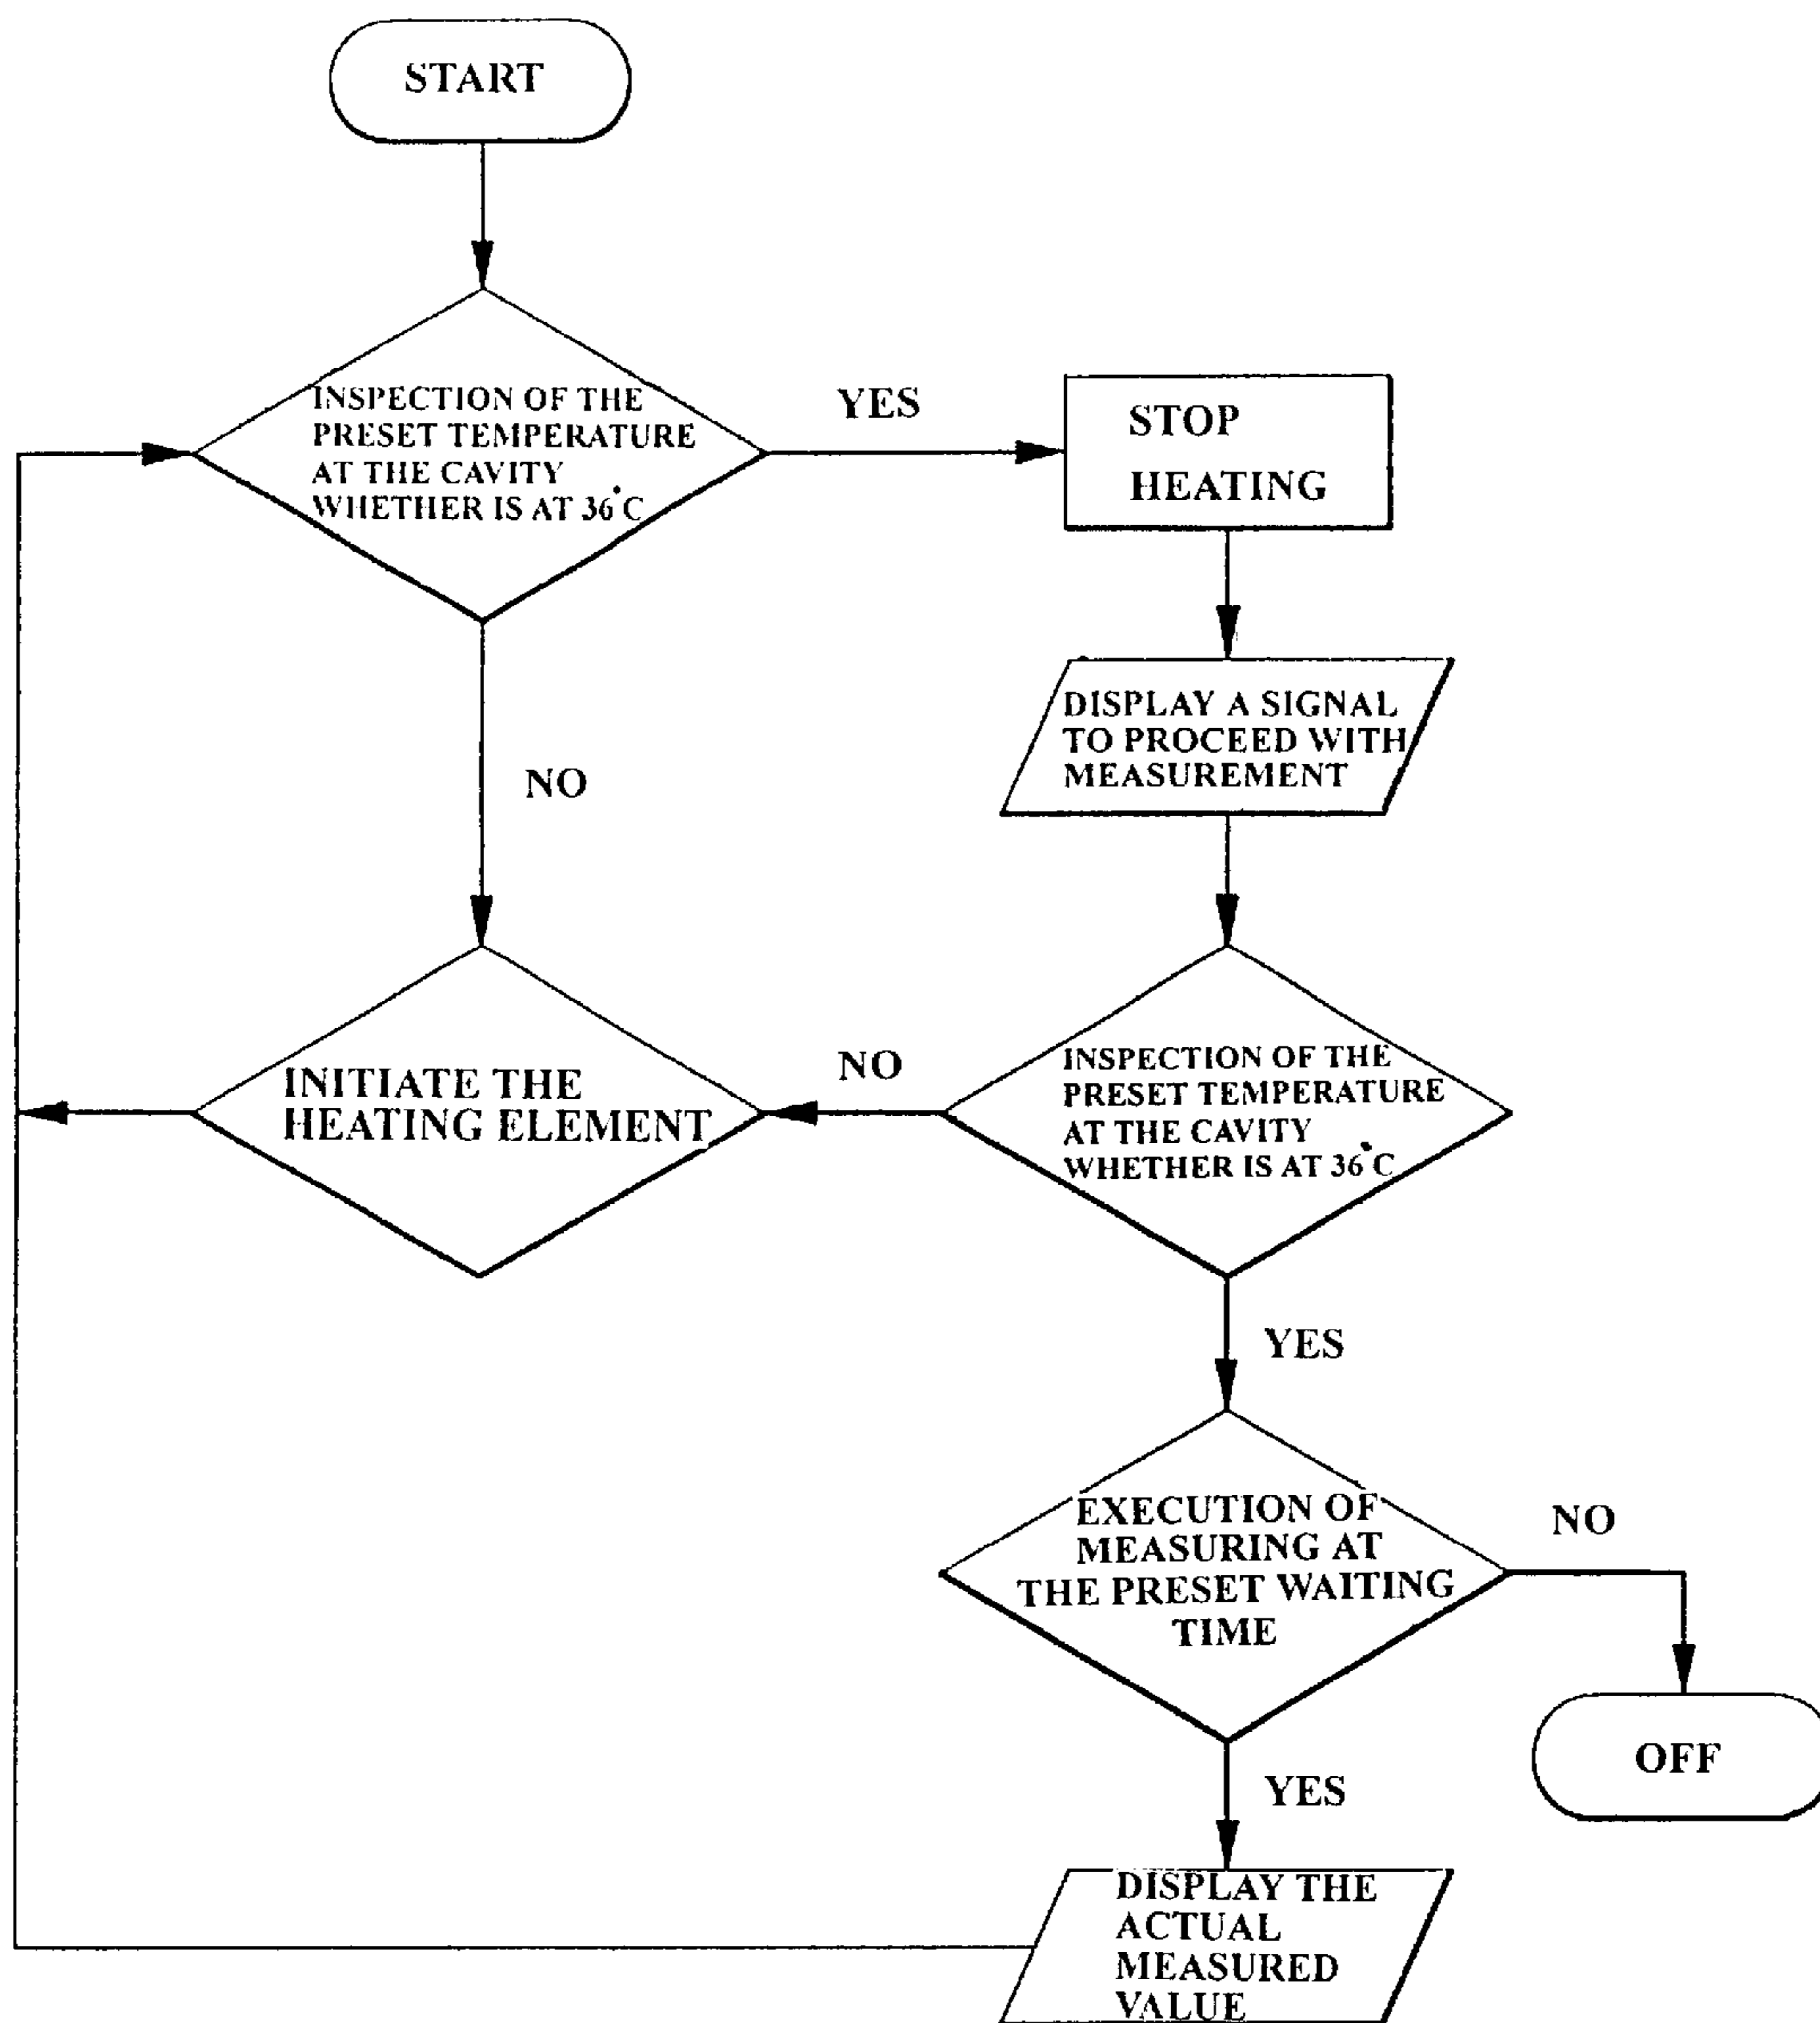 START
INSPECTION OF THE
PRESET TEMPERATURE
AT THE CAVITY
WHETHER IS AT 36°C
YES
STOP
HEATING
NO
DISPLAY A SIGNAL
TO PROCEED WITH
MEASUREMENT
INITIATE THE
HEATING ELEMENT
NO
INSPECTION OF THE
PRESET TEMPERATURE
AT THE CAVITY
WHETHER IS AT 36°C
YES
EXECUTION OF
MEASURING AT
THE PRESET WAITING
TIME
NO
OFF
YES
DISPLAY THE
ACTUAL
MEASURED
VALUE